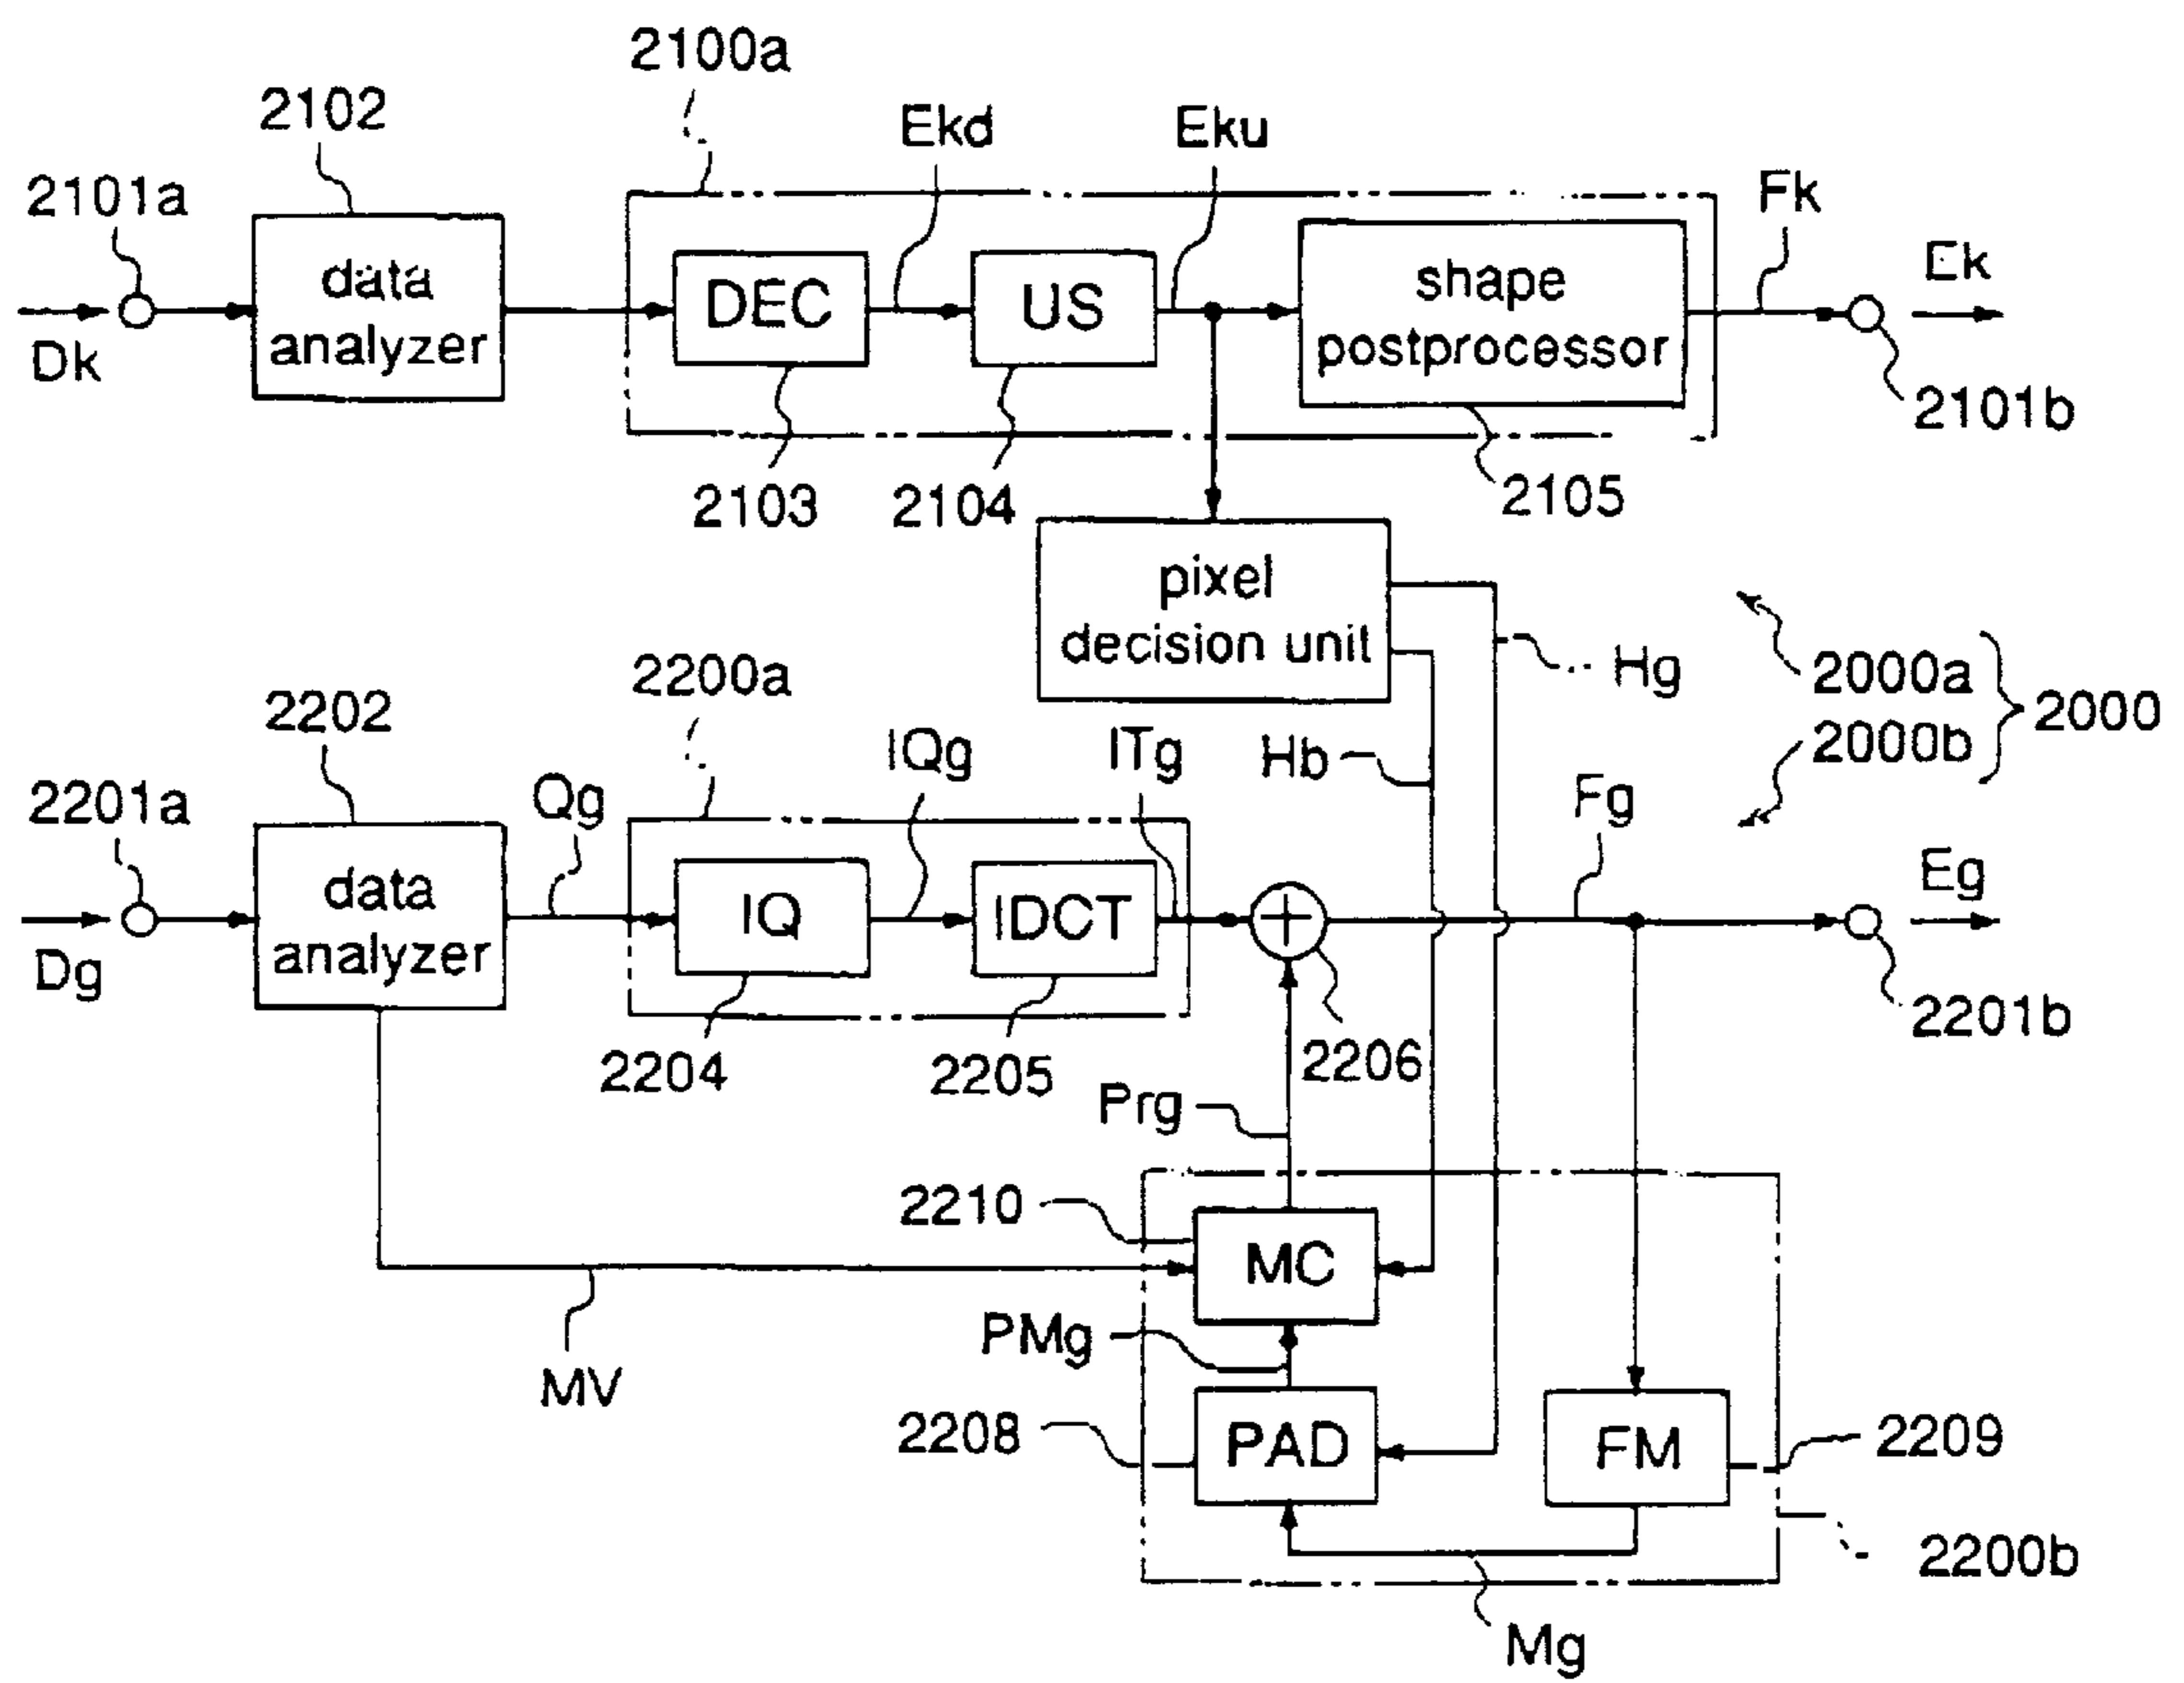 2100a
2102
Ekd
Eku
2101a
Fk
Ek
data
analyzer
DEC
US
shape
postprocessor
Dk
2101b
2103
2104
2105
pixel
decision unit
Hg
2000a
2000b
2000
2200a
2202
IQg
ITg
Hb
Qg
Fg
2201a
Eg
data
analyzer
IQ
IDCT
Dg
2201b
2204
2205
2206
Prg
2210
MC
PMg
MV
2208
PAD
FM
2209
2200b
Mg